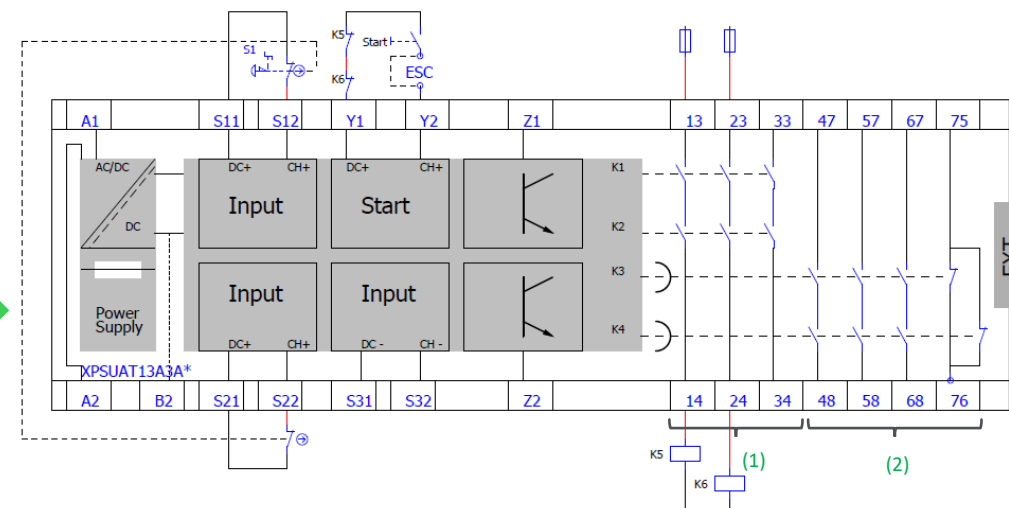 K5
Start
S1
K6
ESC
A1
S11
S12
Y1
Y2
Z1
13
23
33
47
57
67
75
AC/DC
DC
DC+
CH+
DC+
CH+
Input
Start
K1
K2
K3
K4
EXT
Input
Input
Power
Supply
DC+
CH+
DC -
CH -
XPSUAT13A3A*
A2
B2
S21
S22
S31
S32
Z2
14
24
34
48
58
68
76
K5
(1)
(2)
K6